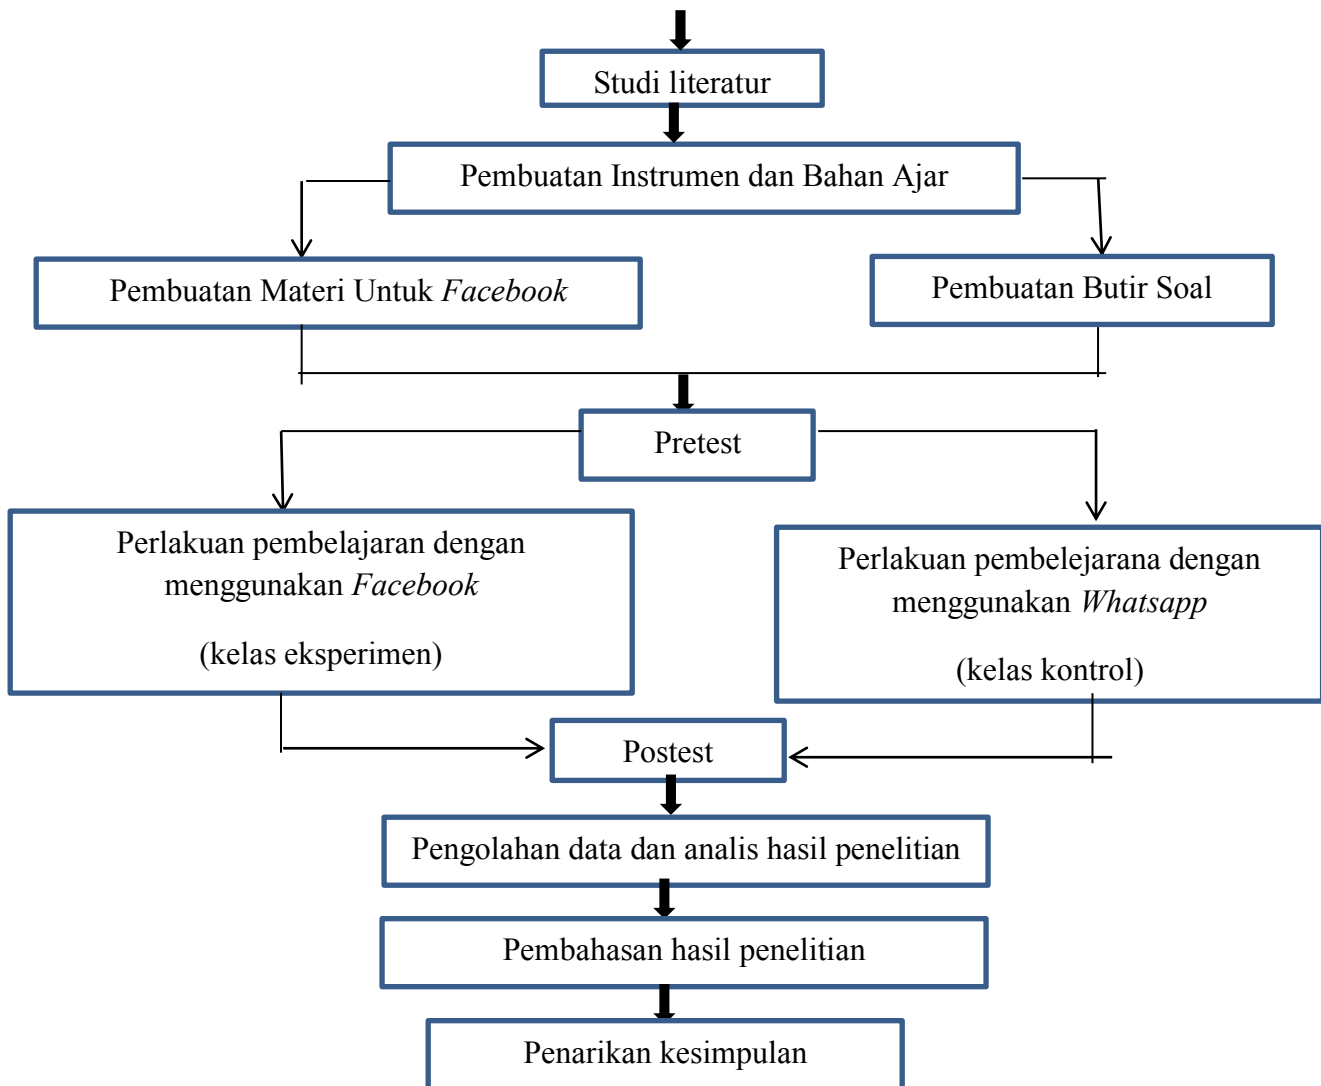 Studi literatur
Pembuatan Instrumen dan Bahan Ajar
Pembuatan Materi Untuk Facebook
Pembuatan Butir Soal
Pretest
Perlakuan pembelajaran dengan
menggunakan Facebook
(kelas eksperimen)
Perlakuan pembelejarana dengan
menggunakan Whatsapp
(kelas kontrol)
Postest
Pengolahan data dan analis hasil penelitian
Pembahasan hasil penelitian
Penarikan kesimpulan